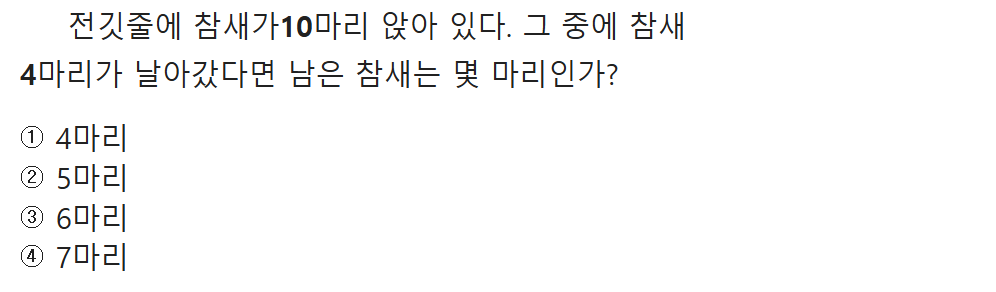 전깃줄에 참새가10마리 앉아 있다. 그 중에 참새
4마리가 날아갔다면 남은 참새는 몇 마리인가?
① 4마리
② 5마리
③ 6마리
④ 7마리